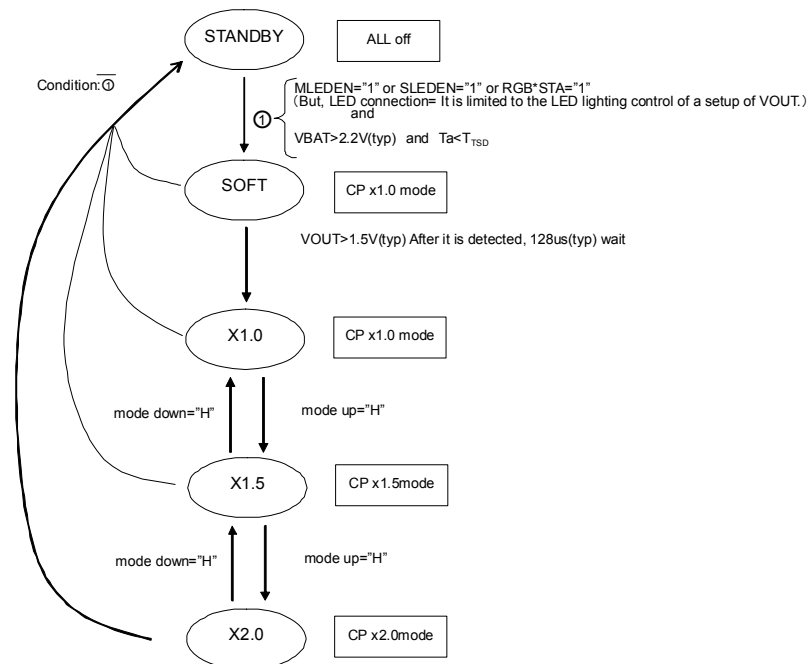 STANDBY
ALL off
Condition:①
MLEDEN="1" or SLEDEN="1" or RGB*STA="1"
(But, LED connection= It is limited to the LED lighting control of a setup of VOUT.)
and
①
VBAT>2.2V(typ) and Ta<TTSD
SOFT
CP x1.0 mode
VOUT>1.5V(typ) After it is detected, 128us(typ) wait
X1.0
CP x1.0 mode
mode down="H"
mode up="H"
X1.5
CP x1.5mode
mode down="H"
mode up="H"
X2.0
CP x2.0mode